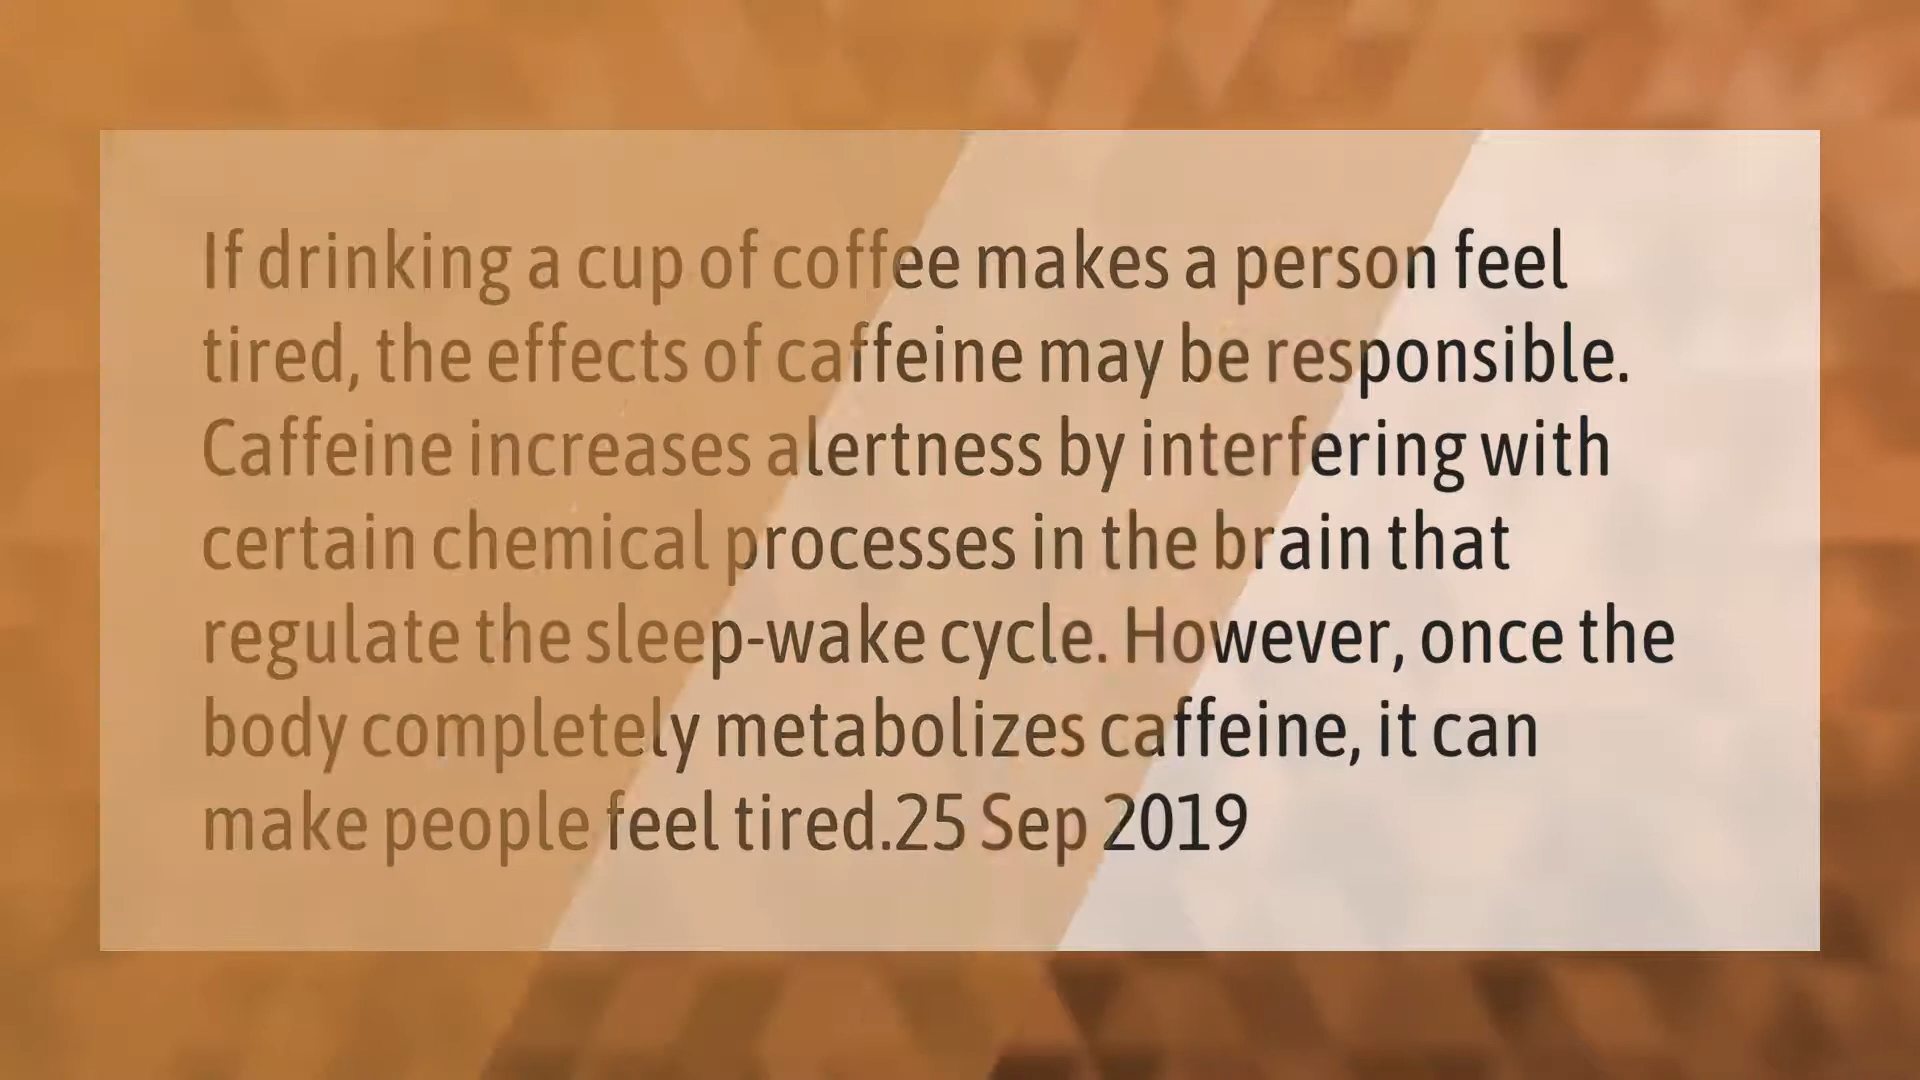 If drinking a cup of coffee makes a person feel
tired, the effects of caffeine may be responsible.
Caffeine increases alertness by interfering with
certain chemical processes in the brain that
regulate the sleep-wake cycle. However, once the
body completely metabolizes caffeine, it can
make people feel tired.25 Sep 2019